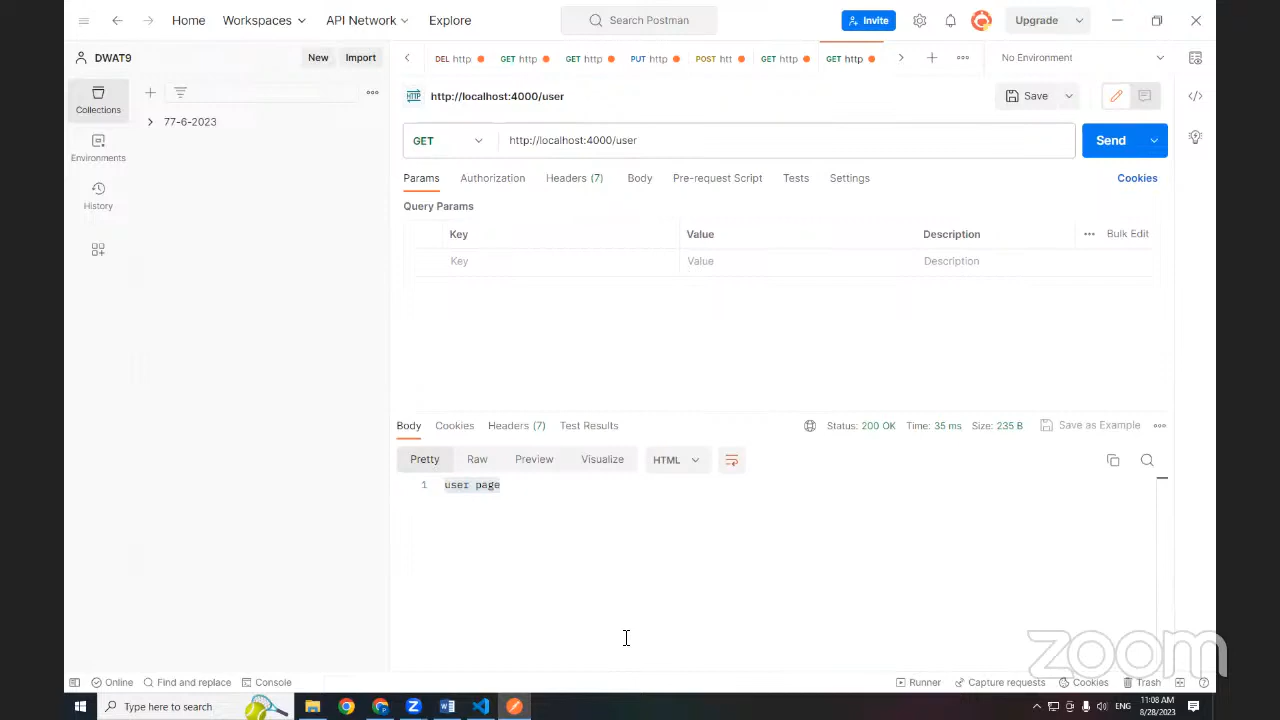 Home Workspaces API Network Explore Search Postman Invite Upgrade
DWAT9 New Import DEL http GET http GET http PUT http POST htt GET http GET http No Environment
Collections
77-6-2023
Environments
History
HTTP http://localhost:4000/user Save
GET http://localhost:4000/user Send
Params Authorization Headers (7) Body Pre-request Script Tests Settings Cookies
Query Params
Key Value Description Bulk Edit
Key Value Description
Body Cookies Headers (7) Test Results Status: 200 OK Time: 35 ms Size: 235 B Save as Example
Pretty Raw Preview Visualize HTML
1 user page
zoom
Online Find and replace Console Runner Capture requests Cookies Trash
Type here to search ENG 11:08 AM
8/28/2023